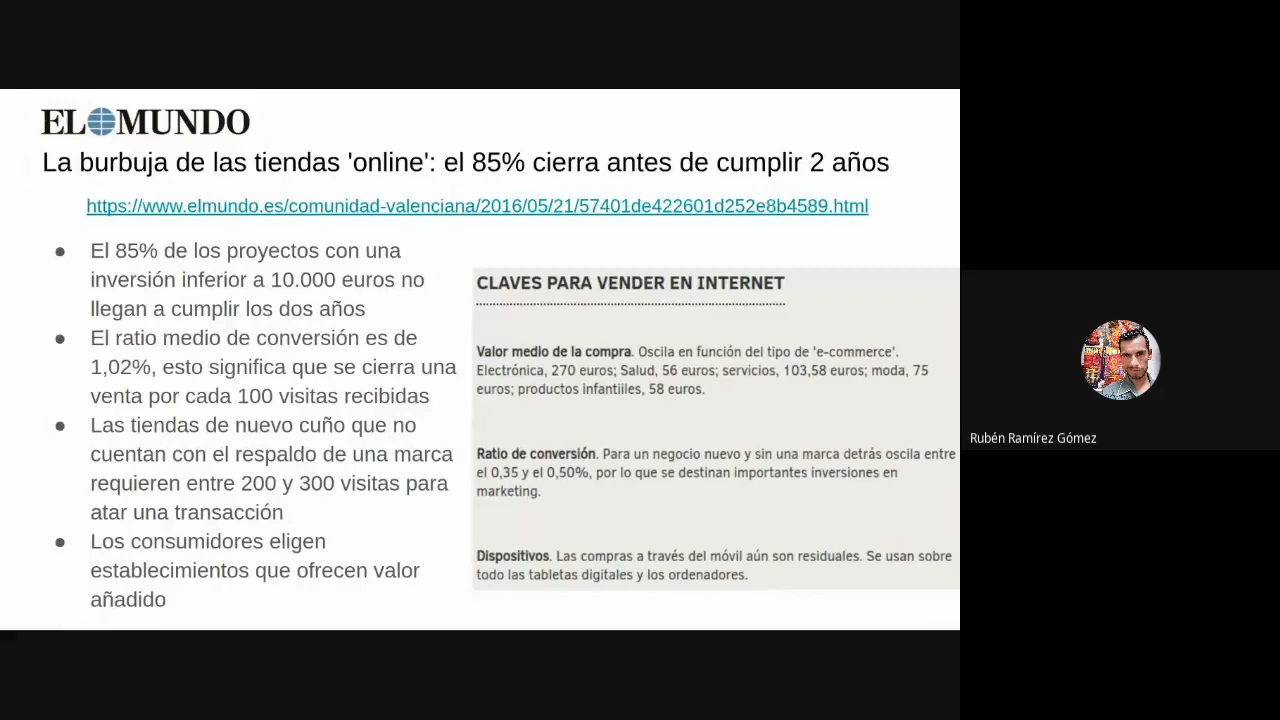 EL MUNDO
La burbuja de las tiendas 'online': el 85% cierra antes de cumplir 2 años
https://www.elmundo.es/comunidad-valenciana/2016/05/21/57401de422601d252e8b4589.html
● El 85% de los proyectos con una
inversión inferior a 10.000 euros no
llegan a cumplir los dos años
● El ratio medio de conversión es de
1,02%, esto significa que se cierra una
venta por cada 100 visitas recibidas
● Las tiendas de nuevo cuño que no
cuentan con el respaldo de una marca
requieren entre 200 y 300 visitas para
atar una transacción
● Los consumidores eligen
establecimientos que ofrecen valor
añadido
CLAVES PARA VENDER EN INTERNET
Valor medio de la compra. Oscila en función del tipo de 'e-commerce'.
Electrónica, 270 euros; Salud, 56 euros; servicios, 103,58 euros; moda, 75
euros; productos infantiiles, 58 euros.
Ratio de conversión. Para un negocio nuevo y sin una marca detrás oscila entre
el 0,35 y el 0,50%, por lo que se destinan importantes inversiones en
marketing.
Dispositivos. Las compras a través del móvil aún son residuales. Se usan sobre
todo las tabletas digitales y los ordenadores.
Rubén Ramírez Gómez